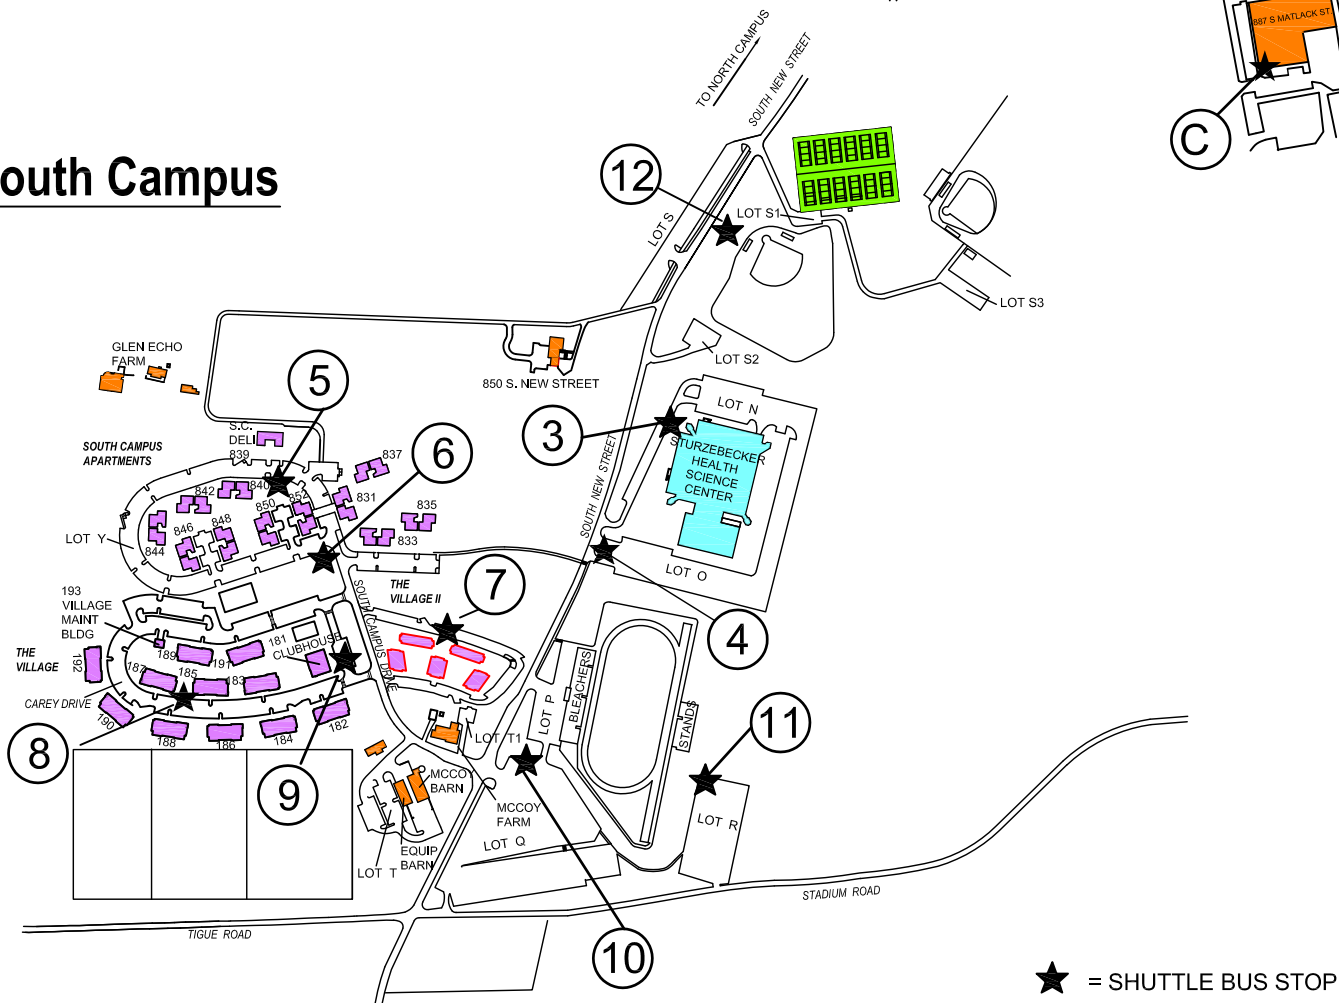 TO NORTH CAMPUS
SOUTH NEW STREET
887 S MATLACK ST.
C
outh Campus
12
LOT S
LOT S1
LOT S3
LOT S2
GLEN ECHO
FARM
850 S. NEW STREET
5
3
6
LOT N
S.C.
DELI
839
SOUTH CAMPUS
APARTMENTS
STURZEBECKER
HEALTH
SCIENCE
CENTER
SOUTH NEW STREET
837
842
840
852
850
831
835
846
848
833
844
LOT Y
LOT O
7
4
THE
VILLAGE II
SOUTH CAMPUS DRIVE
193
VILLAGE
MAINT
BLDG
THE
VILLAGE
192
189
191
181
CLUBHOUSE
187
185
183
CAREY DRIVE
190
188
186
184
182
8
9
LOT P
BLEACHERS
STANDS
11
LOT T1
MCCOY
BARN
MCCOY
FARM
LOT Q
LOT R
EQUIP
BARN
LOT T
STADIUM ROAD
TIGUE ROAD
10
= SHUTTLE BUS STOP